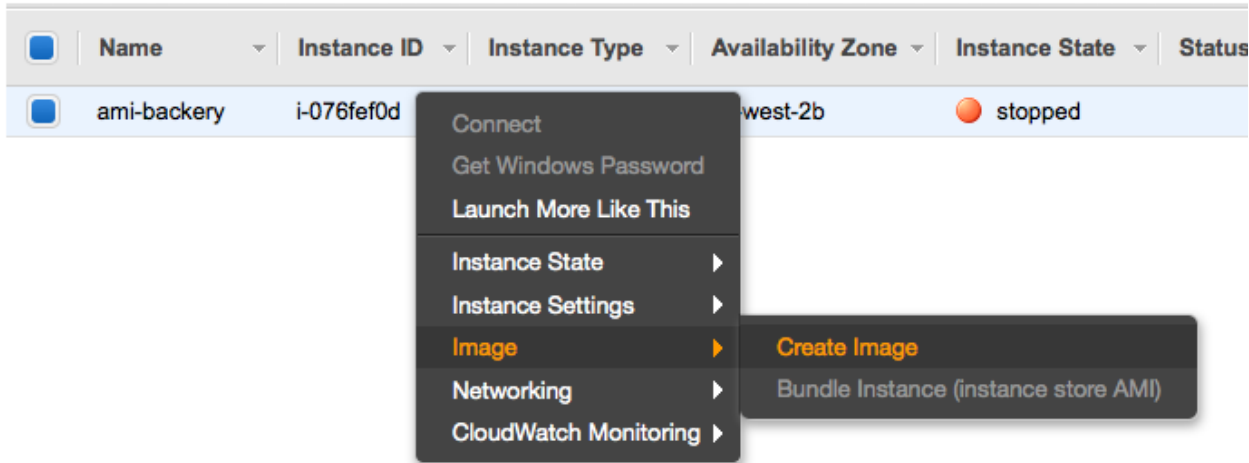 Name Instance ID Instance Type Availability Zone Instance State Status
ami-backery i-076fef0d west-2b stopped
Connect
Get Windows Password
Launch More Like This
Instance State
Instance Settings
Image
Create Image
Networking
Bundle Instance (instance store AMI)
CloudWatch Monitoring